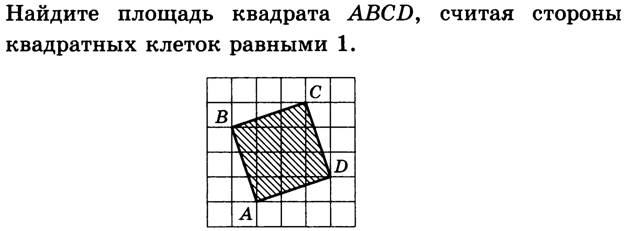 Найдите площадь квадрата ABCD, считая стороны
квадратных клеток равными 1.
C
B
D
A